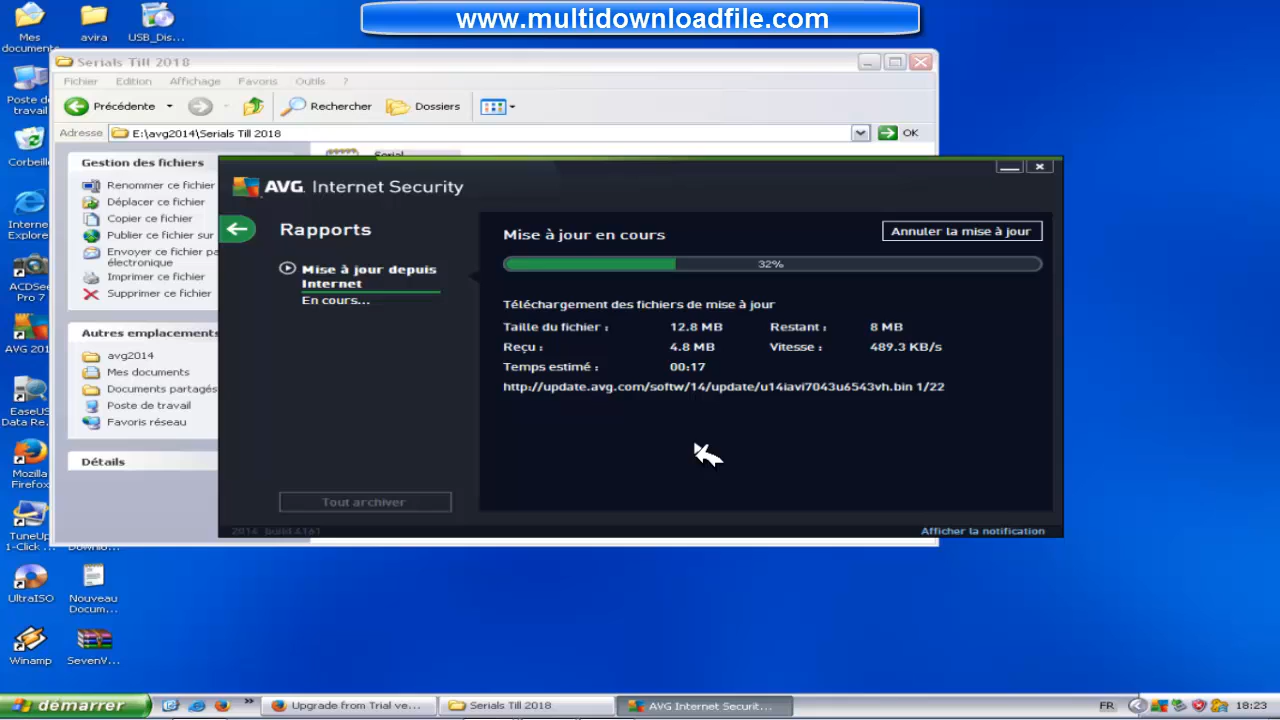 www.multidownloadfile.com
Mes documents
avira
USB_Dis...
Serials Till 2018
Fichier
Edition
Affichage
Favoris
Outils
?
Poste de travail
Précédente
Rechercher
Dossiers
Adresse
E:\avg2014\Serials Till 2018
OK
Corbeill
Gestion des fichiers
Serial
Renommer ce fichier
Déplacer ce fichier
Copier ce fichier
Publier ce fichier sur
Envoyer ce fichier pa
électronique
Imprimer ce fichier
Supprimer ce fichier
Interne
Explore
ACDSee
Pro 7
Autres emplacements
AVG 201
avg2014
Mes documents
Documents partagés
Poste de travail
Favoris réseau
EaseUS
Data Re...
Détails
Mozilla
Firefox
TuneUp
1-Click ...
AVG Internet Security
Rapports
Mise à jour depuis
Internet
En cours...
Mise à jour en cours
Annuler la mise à jour
32%
Téléchargement des fichiers de mise à jour
Taille du fichier : 12.8 MB Restant : 8 MB
Reçu : 4.8 MB Vitesse : 489.3 KB/s
Temps estimé : 00:17
http://update.avg.com/softw/14/update/u14iavi7043u6543vh.bin 1/22
Tout archiver
Afficher la notification
UltraISO
Nouveau
Docum...
Winamp
SevenV...
démarrer
Upgrade from Trial ve...
Serials Till 2018
AVG Internet Securit...
FR
18:23